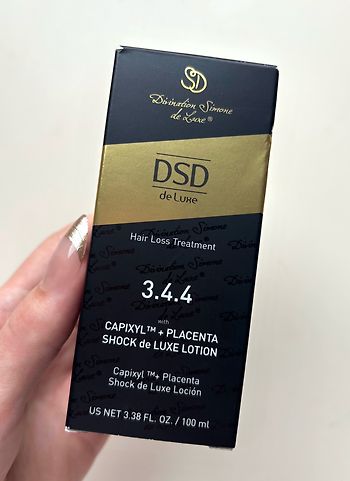 SD
Divination Simone
de Luxe®
DSD
de Luxe
Hair Loss Treatment
3.4.4
with
CAPIXYL™ + PLACENTA
SHOCK de LUXE LOTION
Capixyl ™+ Placenta
Shock de Luxe Loción
US NET 3.38 FL. OZ. / 100 ml